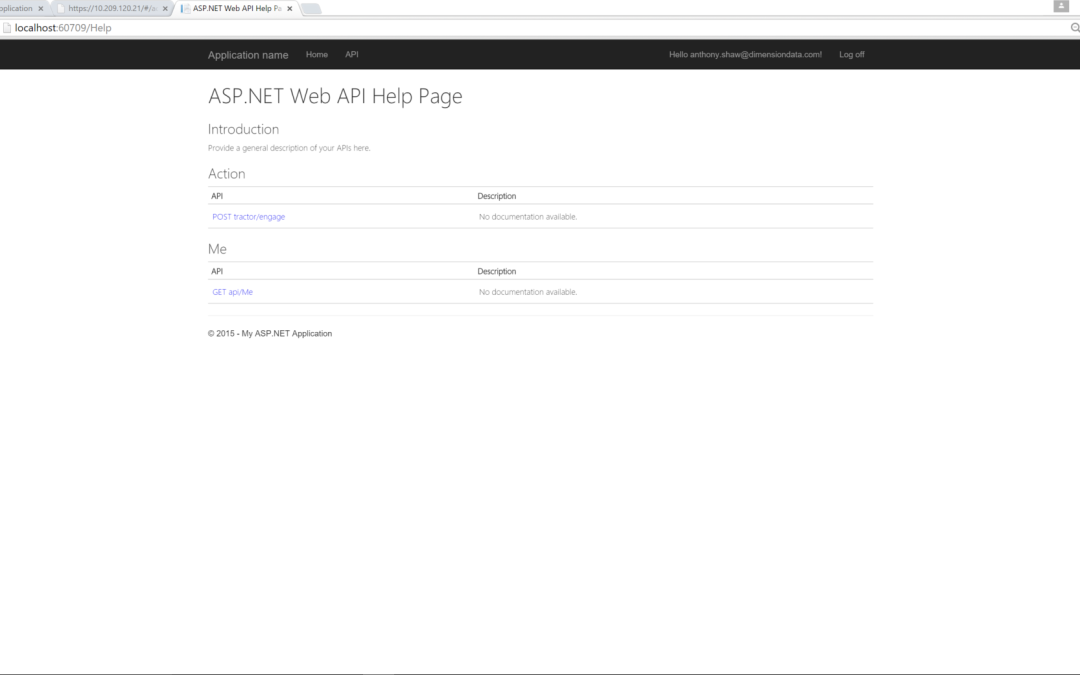 pplication
https://10.209.120.21/#/
ASP.NET Web API Help Pa
localhost:60709/Help
Application name Home API Hello anthony.shaw@dimensiondata.com! Log off
ASP.NET Web API Help Page
Introduction
Provide a general description of your APIs here.
Action
API Description
POST tractor/engage No documentation available.
Me
API Description
GET api/Me No documentation available.
© 2015 - My ASP.NET Application